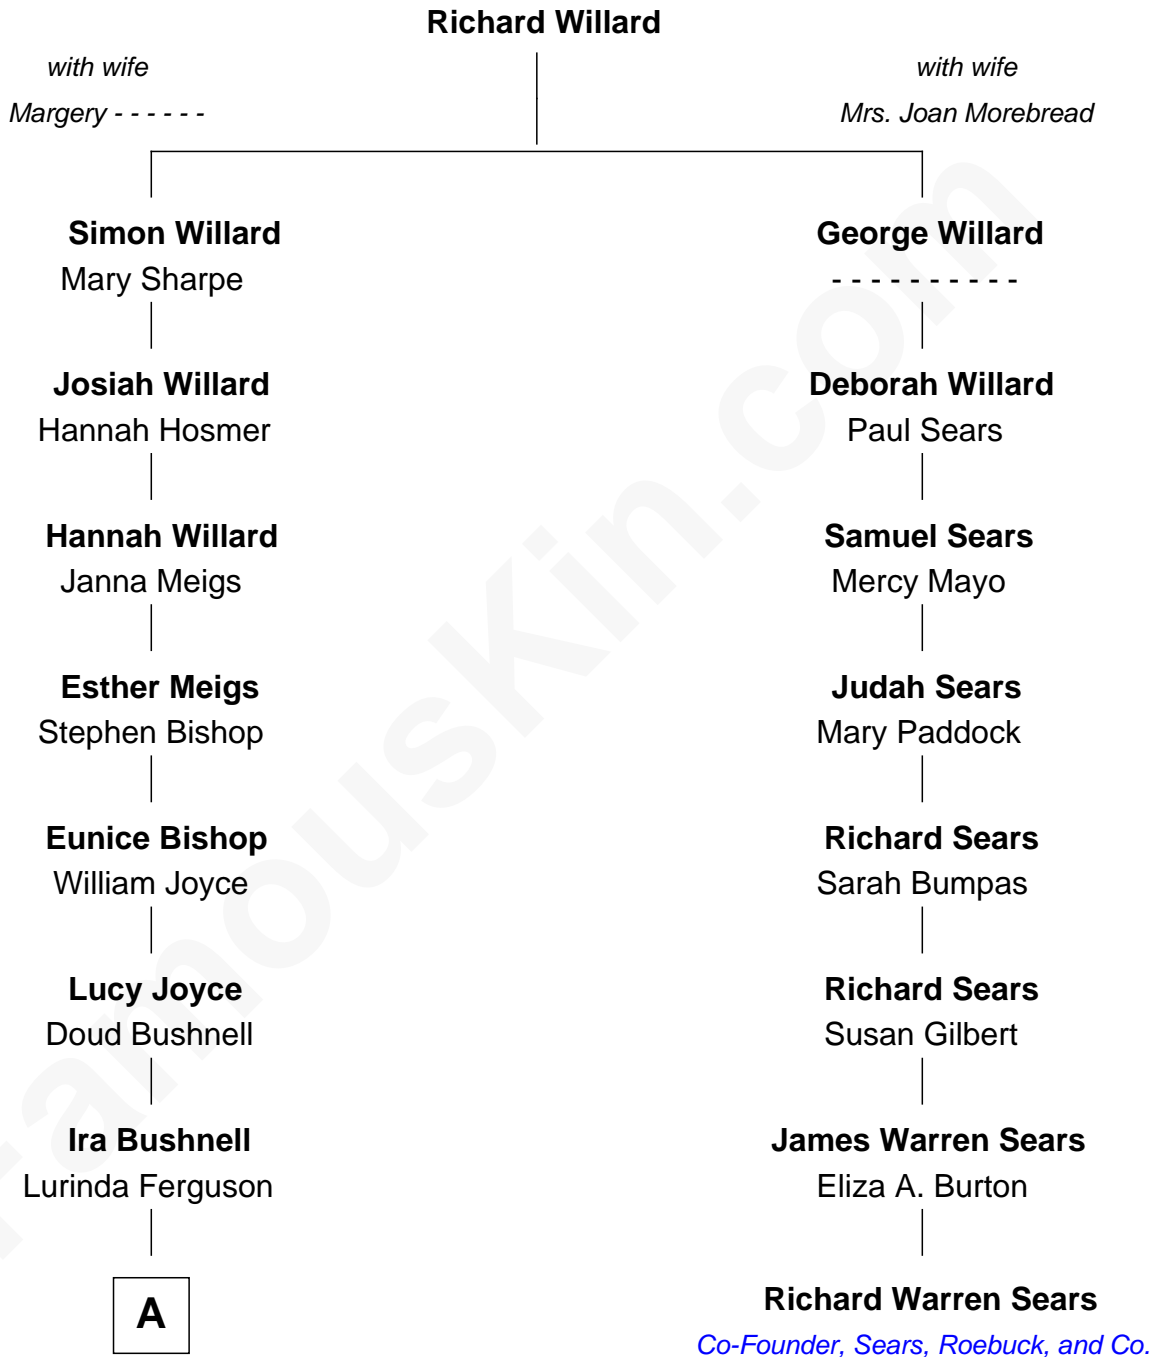 Richard Willard
with wife
Margery - - - - - -
with wife
Mrs. Joan Morebread
Simon Willard
Mary Sharpe
George Willard
- - - - - - - - - -
Josiah Willard
Hannah Hosmer
Deborah Willard
Paul Sears
Hannah Willard
Janna Meigs
Samuel Sears
Mercy Mayo
Esther Meigs
Stephen Bishop
Judah Sears
Mary Paddock
Eunice Bishop
William Joyce
Richard Sears
Sarah Bumpas
Lucy Joyce
Doud Bushnell
Richard Sears
Susan Gilbert
Ira Bushnell
Lurinda Ferguson
James Warren Sears
Eliza A. Burton
A
Richard Warren Sears
Co-Founder, Sears, Roebuck, and Co.
FamousKin.com